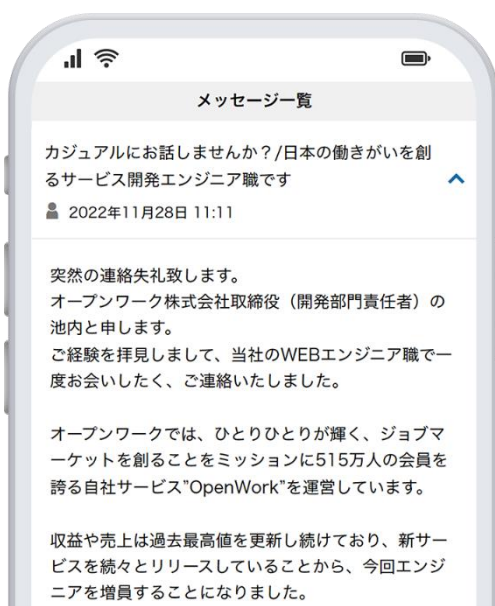 メッセージ一覧
カジュアルにお話しませんか？/日本の働きがいを創
るサービス開発エンジニア職です
2022年11月28日 11:11
突然の連絡失礼致します。
オープンワーク株式会社取締役（開発部門責任者）の
池内と申します。
ご経験を拝見しまして、当社のWEBエンジニア職で一
度お会いしたく、ご連絡いたしました。
オープンワークでは、ひとりひとりが輝く、ジョブマ
ーケットを創ることをミッションに515万人の会員を
誇る自社サービス”OpenWork”を運営しています。
収益や売上は過去最高値を更新し続けており、新サー
ビスを続々とリリースしていることから、今回エンジ
ニアを増員することになりました。